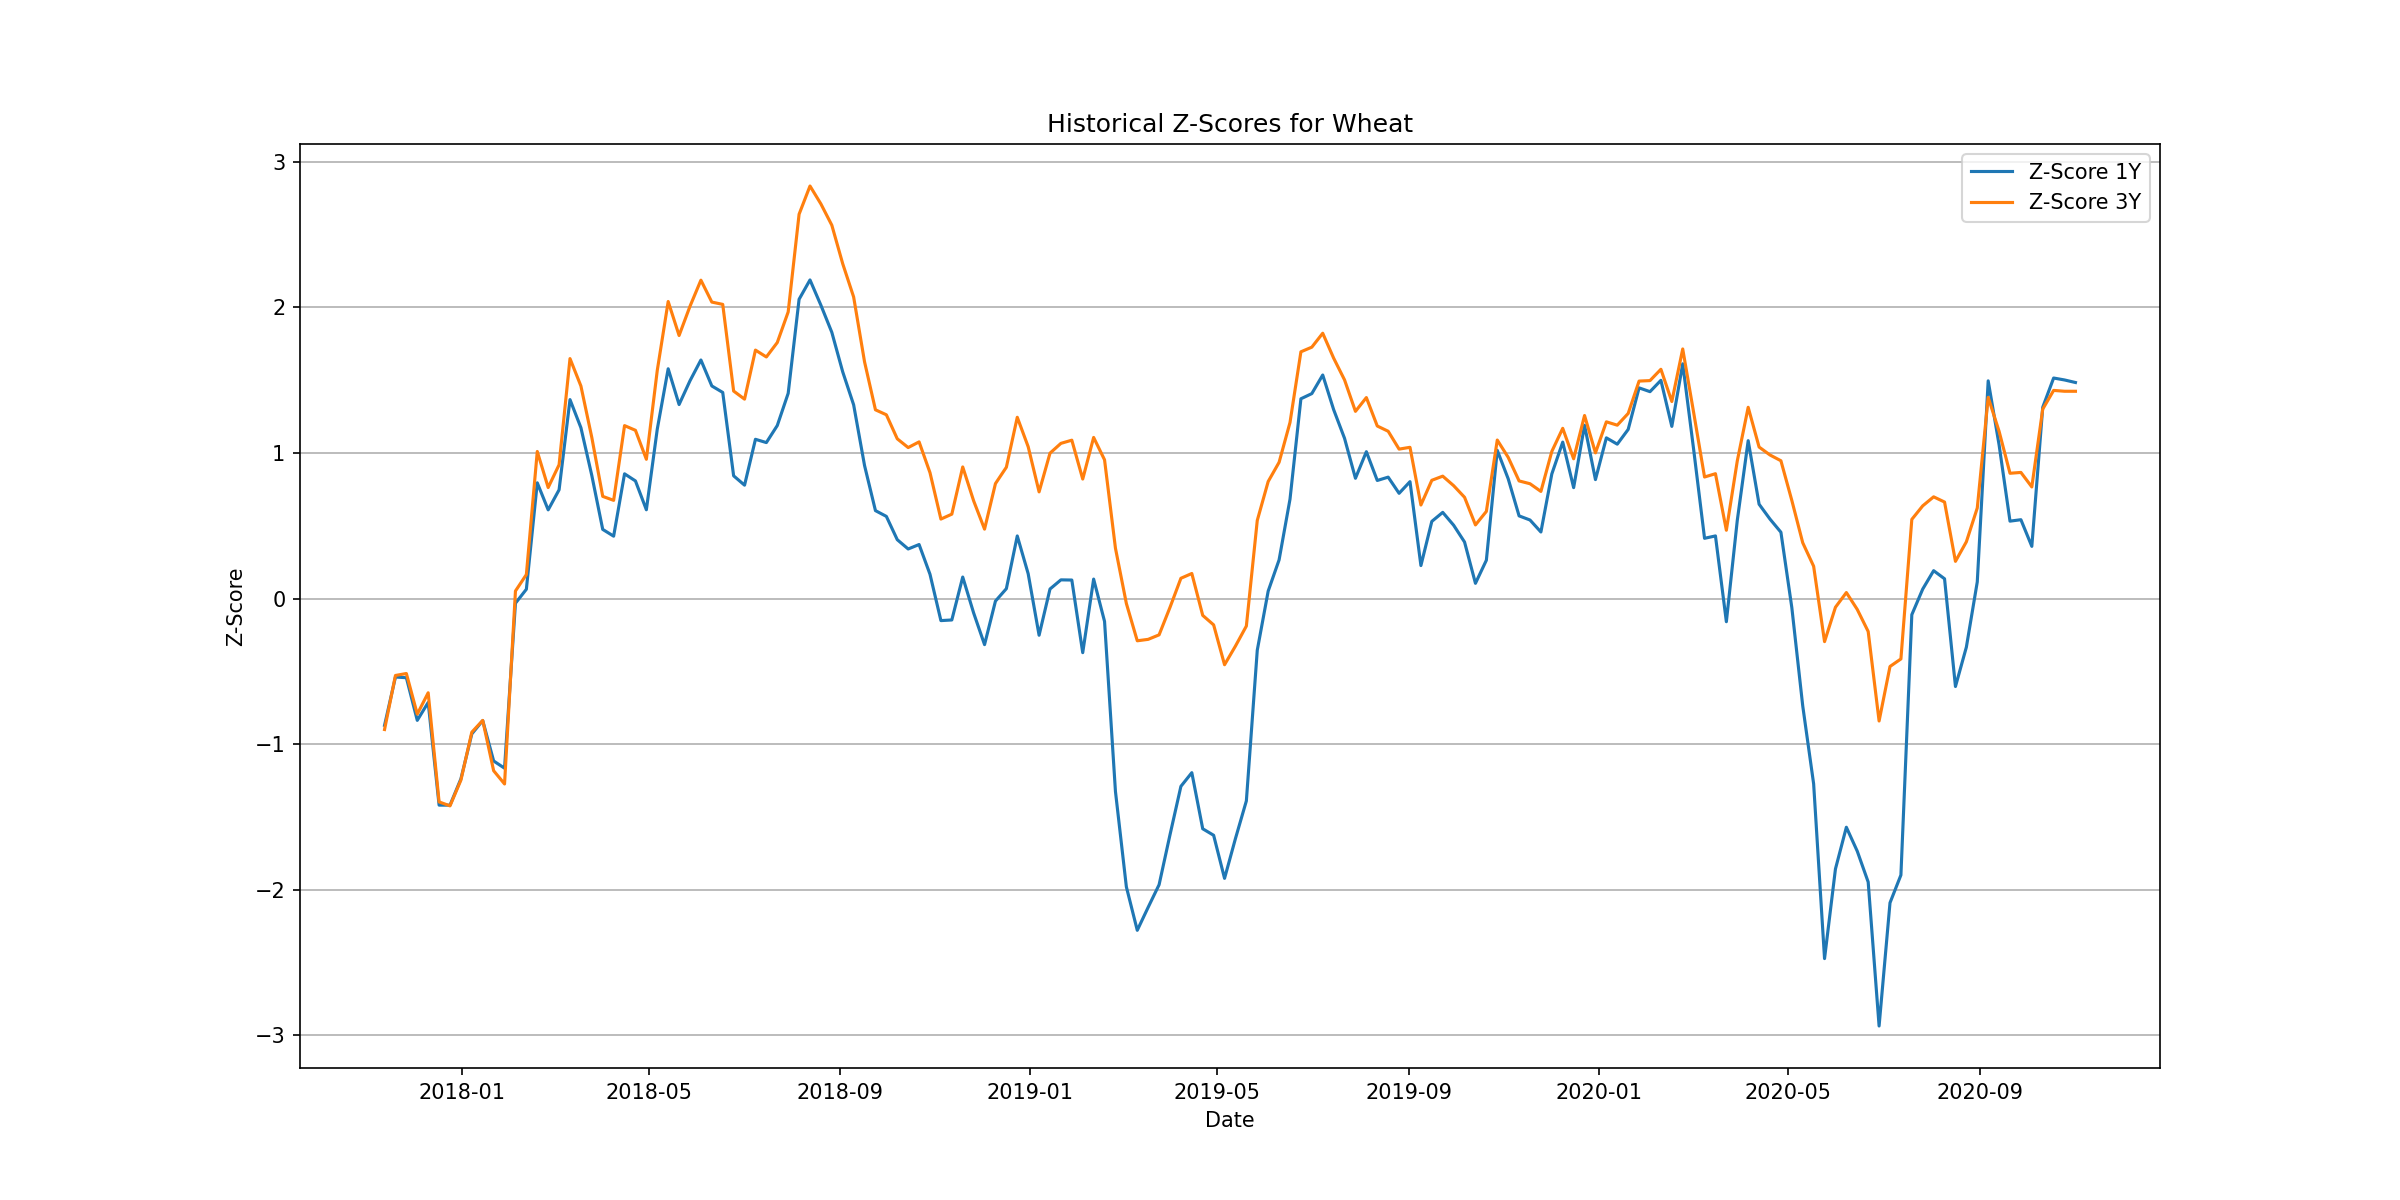 Historical Z-Scores for Wheat
Z-Score 1Y
Z-Score 3Y
3
2
1
0
−1
−2
−3
Z-Score
2018-01 2018-05 2018-09 2019-01 2019-05 2019-09 2020-01 2020-05 2020-09
Date